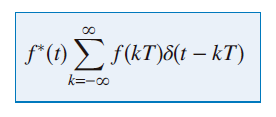 f*(t) ∑_{k=-∞}^{∞} f(kT)δ(t − kT)